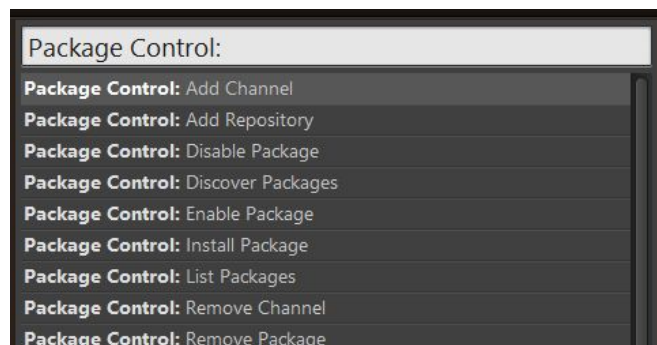 Package Control:
Package Control: Add Channel
Package Control: Add Repository
Package Control: Disable Package
Package Control: Discover Packages
Package Control: Enable Package
Package Control: Install Package
Package Control: List Packages
Package Control: Remove Channel
Package Control: Remove Package